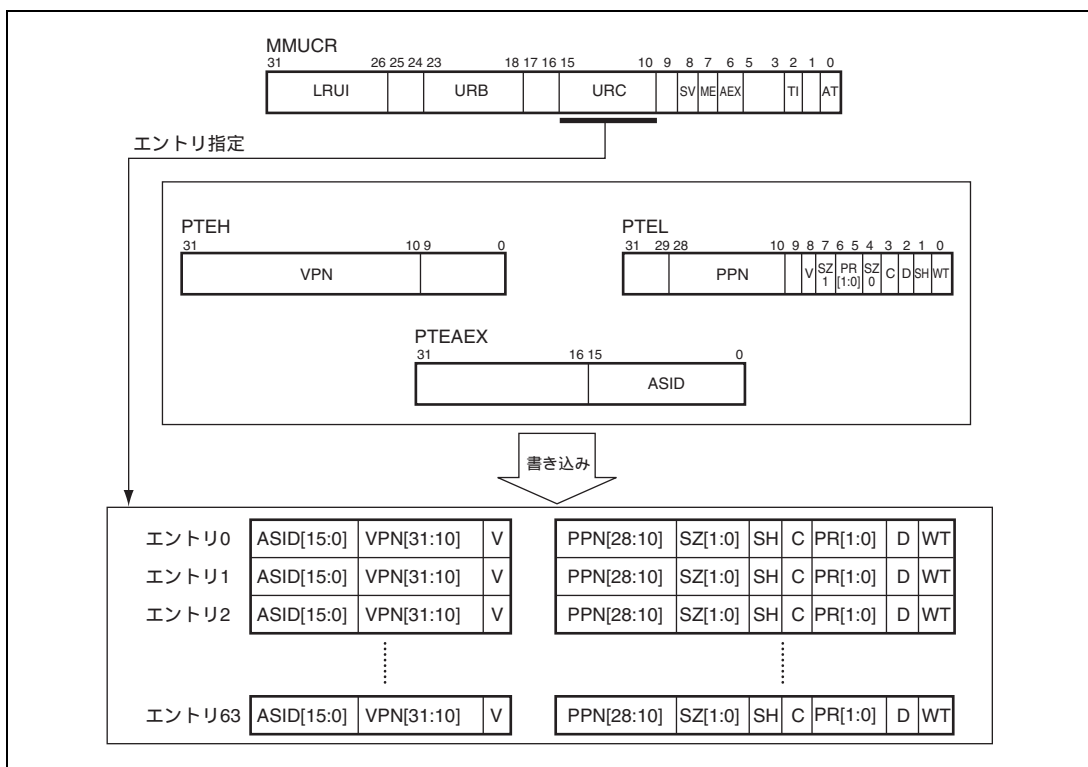 MMUCR
31 26 25 24 23 18 17 16 15 10 9 8 7 6 5 3 2 1 0
LRUI URB URC SV ME AEX TI AT
エントリ指定
PTEH
31 10 9 0
VPN
PTEL
31 29 28 10 9 8 7 6 5 4 3 2 1 0
PPN V SZ1 PR[1:0] SZ0 C D SH WT
PTEAEX
31 16 15 0
ASID
書き込み
エントリ0 ASID[15:0] VPN[31:10] V PPN[28:10] SZ[1:0] SH C PR[1:0] D WT
エントリ1 ASID[15:0] VPN[31:10] V PPN[28:10] SZ[1:0] SH C PR[1:0] D WT
エントリ2 ASID[15:0] VPN[31:10] V PPN[28:10] SZ[1:0] SH C PR[1:0] D WT
エントリ63 ASID[15:0] VPN[31:10] V PPN[28:10] SZ[1:0] SH C PR[1:0] D WT